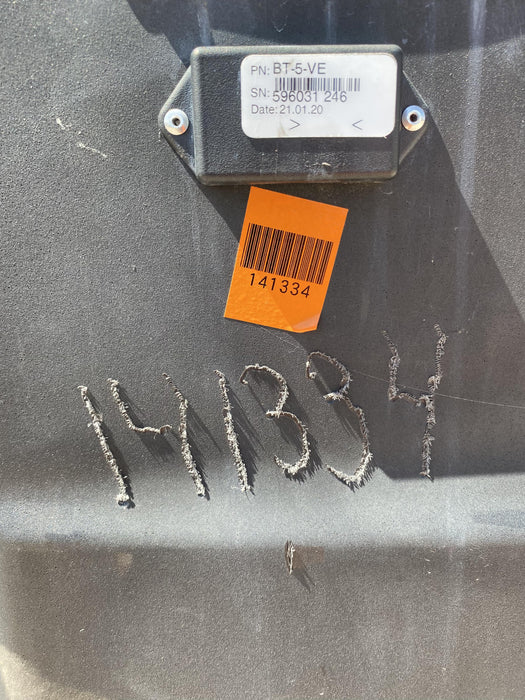 PN: BT-5-VE
SN: 596031 246
Date: 21.01.20
> <
141334
141334